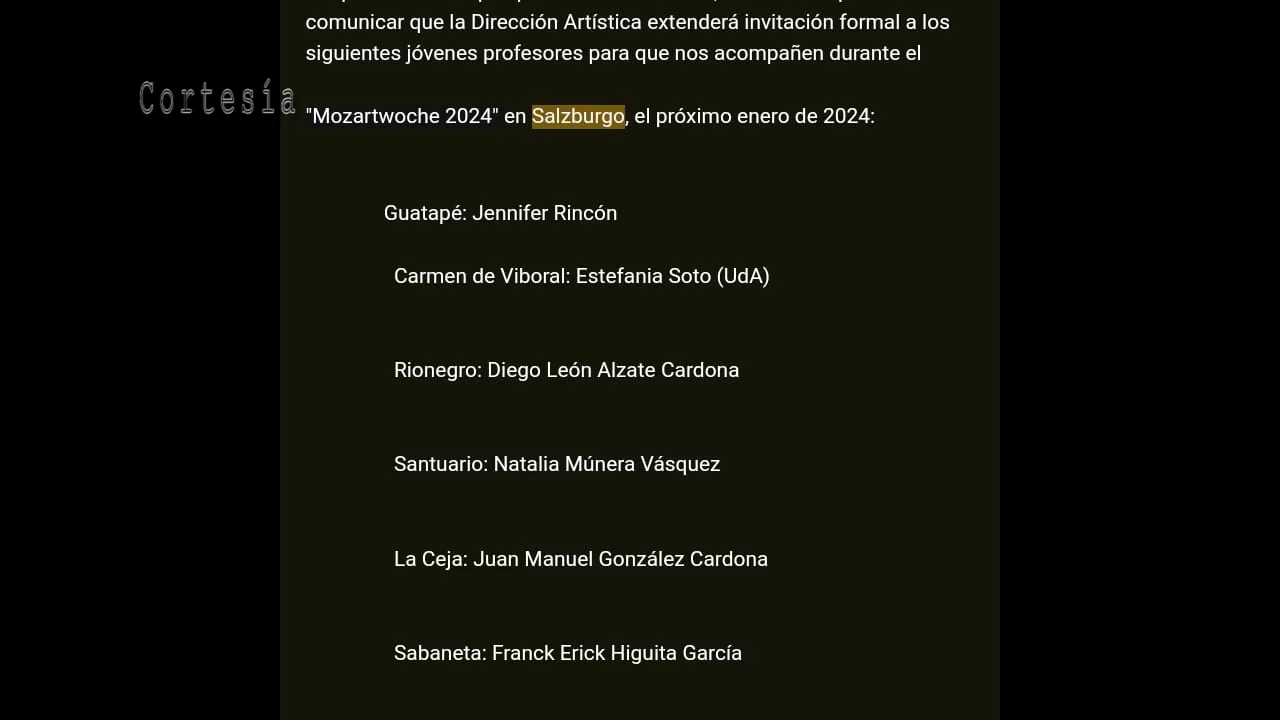 comunicar que la Dirección Artística extenderá invitación formal a los
siguientes jóvenes profesores para que nos acompañen durante el
Cortesía
"Mozartwoche 2024" en Salzburgo, el próximo enero de 2024:
Guatapé: Jennifer Rincón
Carmen de Viboral: Estefania Soto (UdA)
Rionegro: Diego León Alzate Cardona
Santuario: Natalia Múnera Vásquez
La Ceja: Juan Manuel González Cardona
Sabaneta: Franck Erick Higuita García